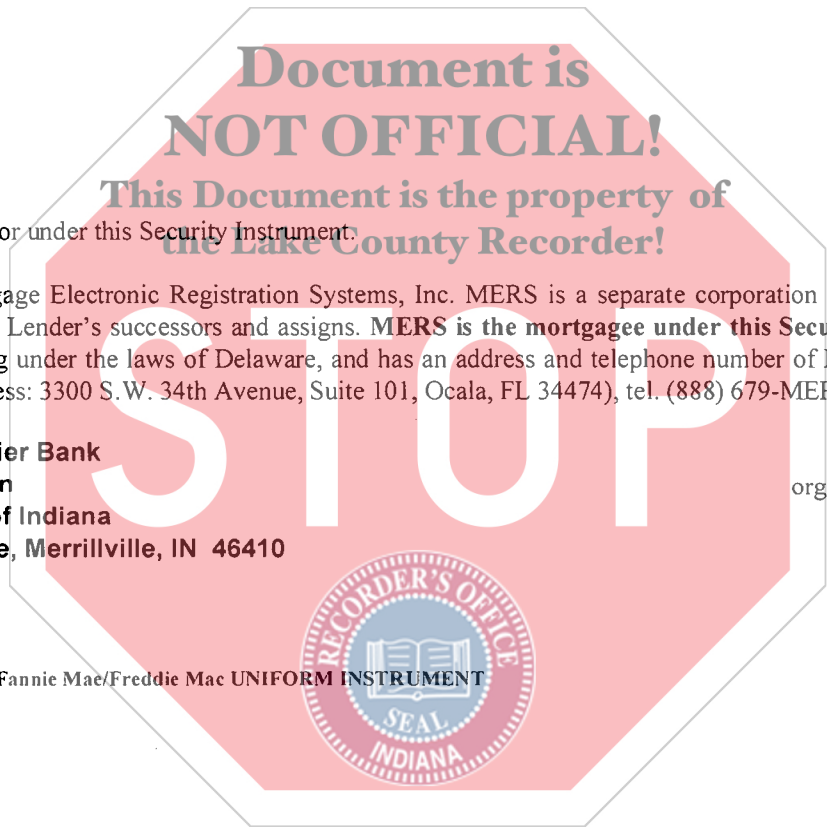 Document is
NOT OFFICIAL!
This Document is the property of
the Lake County Recorder!
or under this Security Instrument.
gage Electronic Registration Systems, Inc. MERS is a separate corporation
Lender's successors and assigns. MERS is the mortgagee under this Secu
g under the laws of Delaware, and has an address and telephone number of
ess: 3300 S.W. 34th Avenue, Suite 101, Ocala, FL 34474), tel. (888) 679-MER
STOP
ier Bank
n
org
of Indiana
e, Merrillville, IN 46410
RECORDER'S OFFICE
SEAL
INDIANA
Fannie Mae/Freddie Mac UNIFORM INSTRUMENT